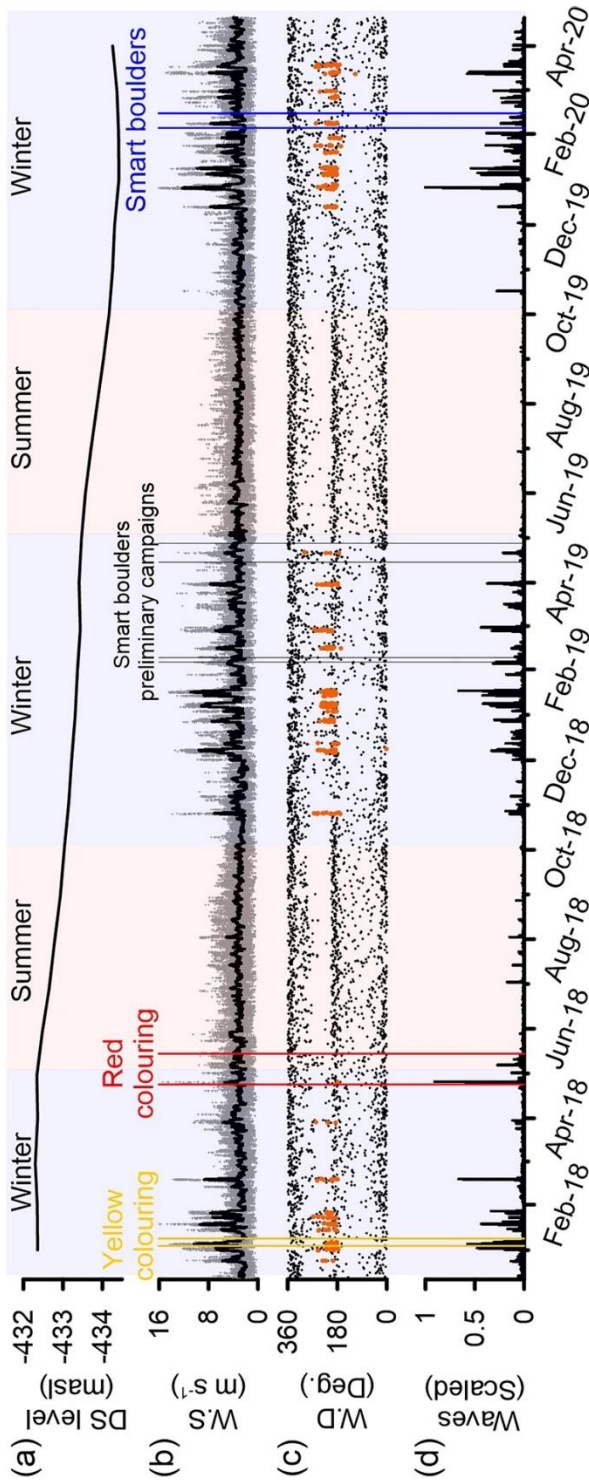 (a)
DS level
(masl)
-432
-433
-434
Winter
Summer
Winter
Summer
Winter
Yellow
colouring
Red
colouring
Smart boulders
preliminary campaigns
Smart boulders
(b)
W.S
(m s⁻¹)
16
8
0
(c)
W.D
(Deg.)
360
180
0
(d)
Waves
(Scaled)
1
0.5
0
Feb-18
Apr-18
Jun-18
Aug-18
Oct-18
Dec-18
Feb-19
Apr-19
Jun-19
Aug-19
Oct-19
Dec-19
Feb-20
Apr-20